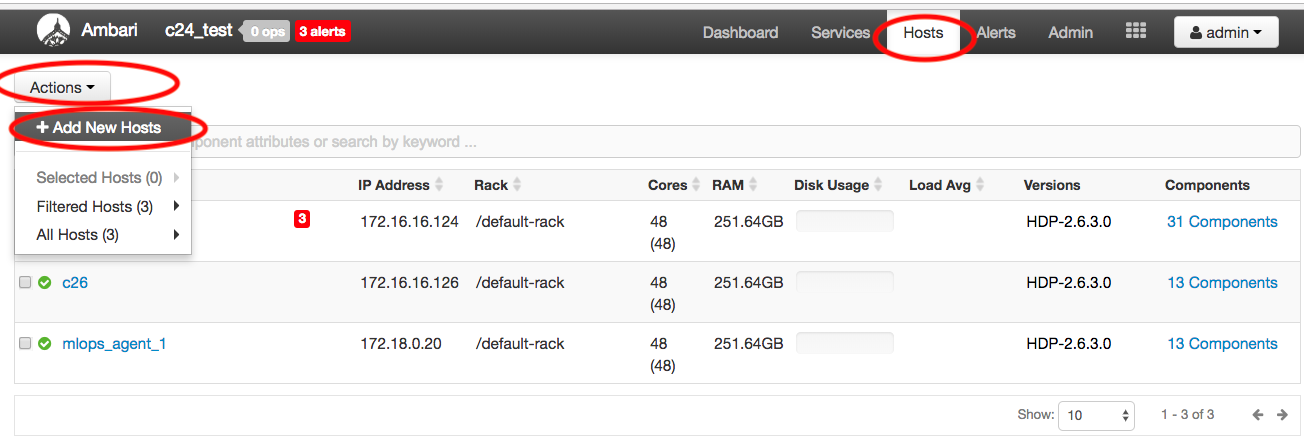 Ambari c24_test 0 ops 3 alerts Dashboard Services Hosts Alerts Admin admin
Actions
+ Add New Hosts
ponent attributes or search by keyword ...
Selected Hosts (0)
Filtered Hosts (3)
All Hosts (3)
IP Address Rack Cores RAM Disk Usage Load Avg Versions Components
3 172.16.16.124 /default-rack 48 251.64GB HDP-2.6.3.0 31 Components
(48)
c26 172.16.16.126 /default-rack 48 251.64GB HDP-2.6.3.0 13 Components
(48)
mlops_agent_1 172.18.0.20 /default-rack 48 251.64GB HDP-2.6.3.0 13 Components
(48)
Show: 10 1 - 3 of 3